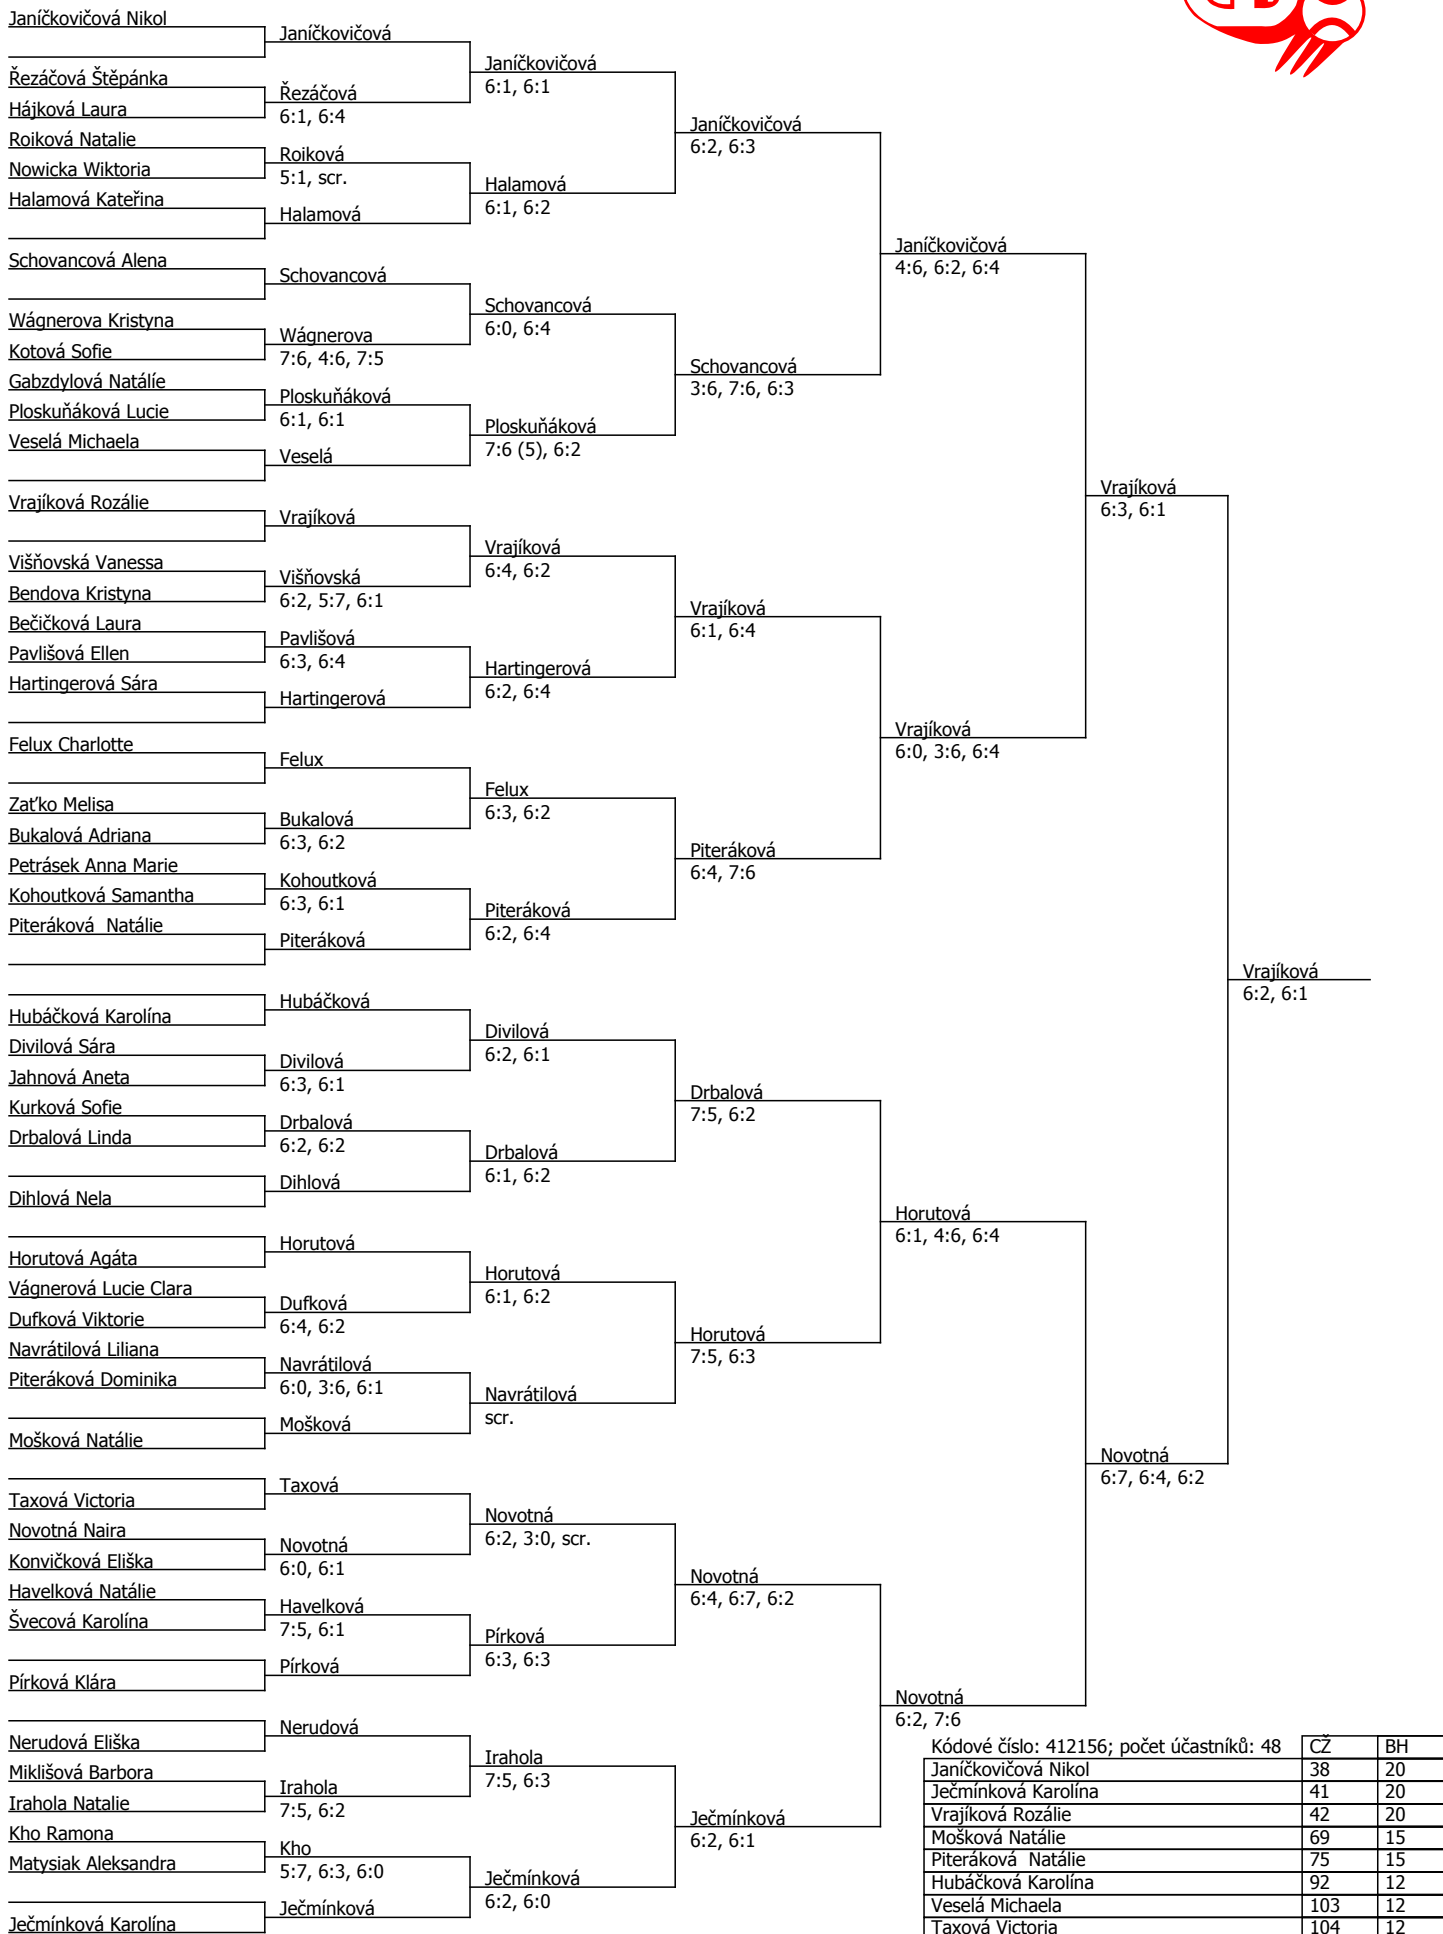 Janíčkovičová Nikol
Řezáčová Štěpánka
Hájková Laura
Roiková Natalie
Nowicka Wiktoria
Halamová Kateřina
Schovancová Alena
Wágnerova Kristyna
Kotová Sofie
Gabzdylová Natálíe
Ploskuňáková Lucie
Veselá Michaela
Vrajíková Rozálie
Višňovská Vanessa
Bendova Kristyna
Bečičková Laura
Pavlišová Ellen
Hartingerová Sára
Felux Charlotte
Zaťko Melisa
Bukalová Adriana
Petrásek Anna Marie
Kohoutková Samantha
Piteráková  Natálie
Hubáčková Karolína
Divilová Sára
Jahnová Aneta
Kurková Sofie
Drbalová Linda
Dihlová Nela
Horutová Agáta
Vágnerová Lucie Clara
Dufková Viktorie
Navrátilová Liliana
Piteráková Dominika
Mošková Natálie
Taxová Victoria
Novotná Naira
Konvičková Eliška
Havelková Natálie
Švecová Karolína
Pírková Klára
Nerudová Eliška
Miklišová Barbora
Irahola Natalie
Kho Ramona
Matysiak Aleksandra
Ječmínková Karolína
Janíčkovičová
Řezáčová
6:1, 6:4
Roiková
5:1, scr.
Halamová
Schovancová
Wágnerova
7:6, 4:6, 7:5
Ploskuňáková
6:1, 6:1
Veselá
Vrajíková
Višňovská
6:2, 5:7, 6:1
Pavlišová
6:3, 6:4
Hartingerová
Felux
Bukalová
6:3, 6:2
Kohoutková
6:3, 6:1
Piteráková
Hubáčková
Divilová
6:3, 6:1
Drbalová
6:2, 6:2
Dihlová
Horutová
Dufková
6:4, 6:2
Navrátilová
6:0, 3:6, 6:1
Mošková
Taxová
Novotná
6:0, 6:1
Havelková
7:5, 6:1
Pírková
Nerudová
Irahola
7:5, 6:2
Kho
5:7, 6:3, 6:0
Ječmínková
Janíčkovičová
6:1, 6:1
Halamová
6:1, 6:2
Schovancová
6:0, 6:4
Ploskuňáková
7:6 (5), 6:2
Vrajíková
6:4, 6:2
Hartingerová
6:2, 6:4
Felux
6:3, 6:2
Piteráková
6:2, 6:4
Divilová
6:2, 6:1
Drbalová
6:1, 6:2
Horutová
6:1, 6:2
Navrátilová
scr.
Novotná
6:2, 3:0, scr.
Pírková
6:3, 6:3
Irahola
7:5, 6:3
Ječmínková
6:2, 6:0
Janíčkovičová
6:2, 6:3
Schovancová
3:6, 7:6, 6:3
Vrajíková
6:1, 6:4
Piteráková
6:4, 7:6
Drbalová
7:5, 6:2
Horutová
7:5, 6:3
Novotná
6:4, 6:7, 6:2
Ječmínková
6:2, 6:1
Janíčkovičová
4:6, 6:2, 6:4
Vrajíková
6:0, 3:6, 6:4
Horutová
6:1, 4:6, 6:4
Novotná
6:2, 7:6
Vrajíková
6:3, 6:1
Novotná
6:7, 6:4, 6:2
Vrajíková
6:2, 6:1
Kódové číslo: 412156; počet účastníků: 48 CŽ BH
Janíčkovičová Nikol 38 20
Ječmínková Karolína 41 20
Vrajíková Rozálie 42 20
Mošková Natálie 69 15
Piteráková  Natálie 75 15
Hubáčková Karolína 92 12
Veselá Michaela 103 12
Taxová Victoria 104 12